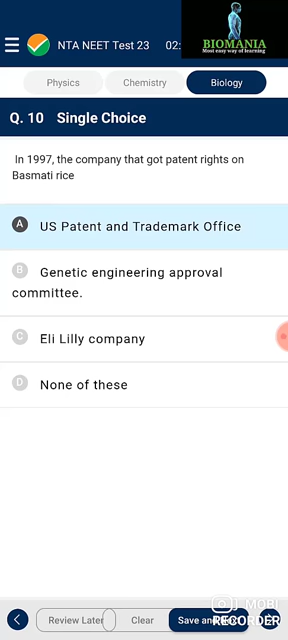 BIOMANIA
Most easy way of learning
NTA NEET Test 23 02:
Physics Chemistry Biology
Q. 10 Single Choice
In 1997, the company that got patent rights on
Basmati rice
A US Patent and Trademark Office
B Genetic engineering approval
committee.
C Eli Lilly company
D None of these
MOBI
RECORDER
Review Later Clear Save and